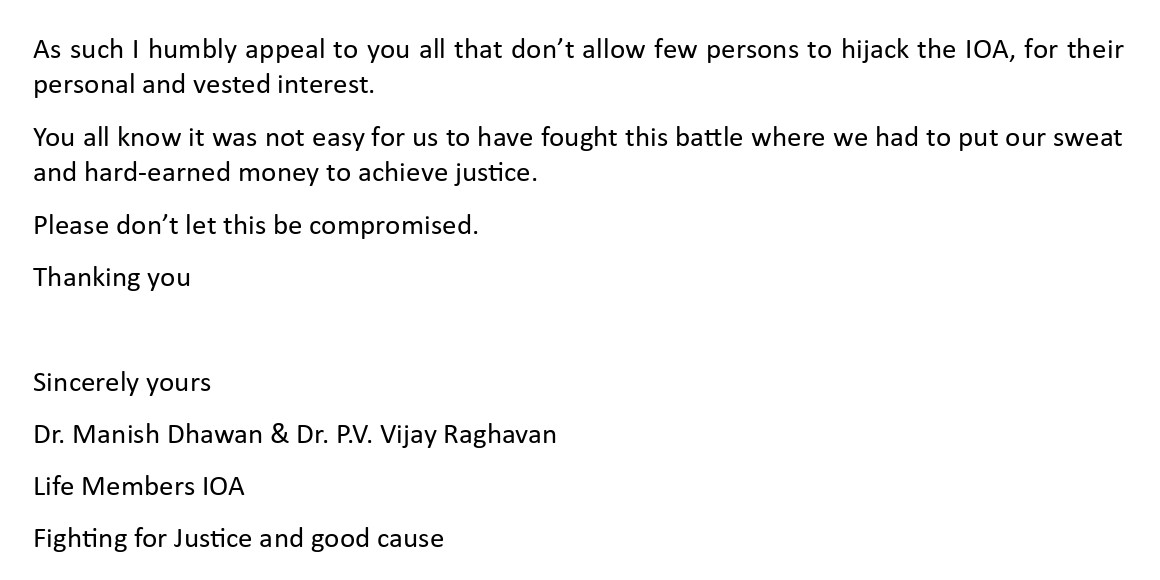 As such I humbly appeal to you all that don’t allow few persons to hijack the IOA, for their
personal and vested interest.
You all know it was not easy for us to have fought this battle where we had to put our sweat
and hard-earned money to achieve justice.
Please don’t let this be compromised.
Thanking you
Sincerely yours
Dr. Manish Dhawan & Dr. P.V. Vijay Raghavan
Life Members IOA
Fighting for Justice and good cause